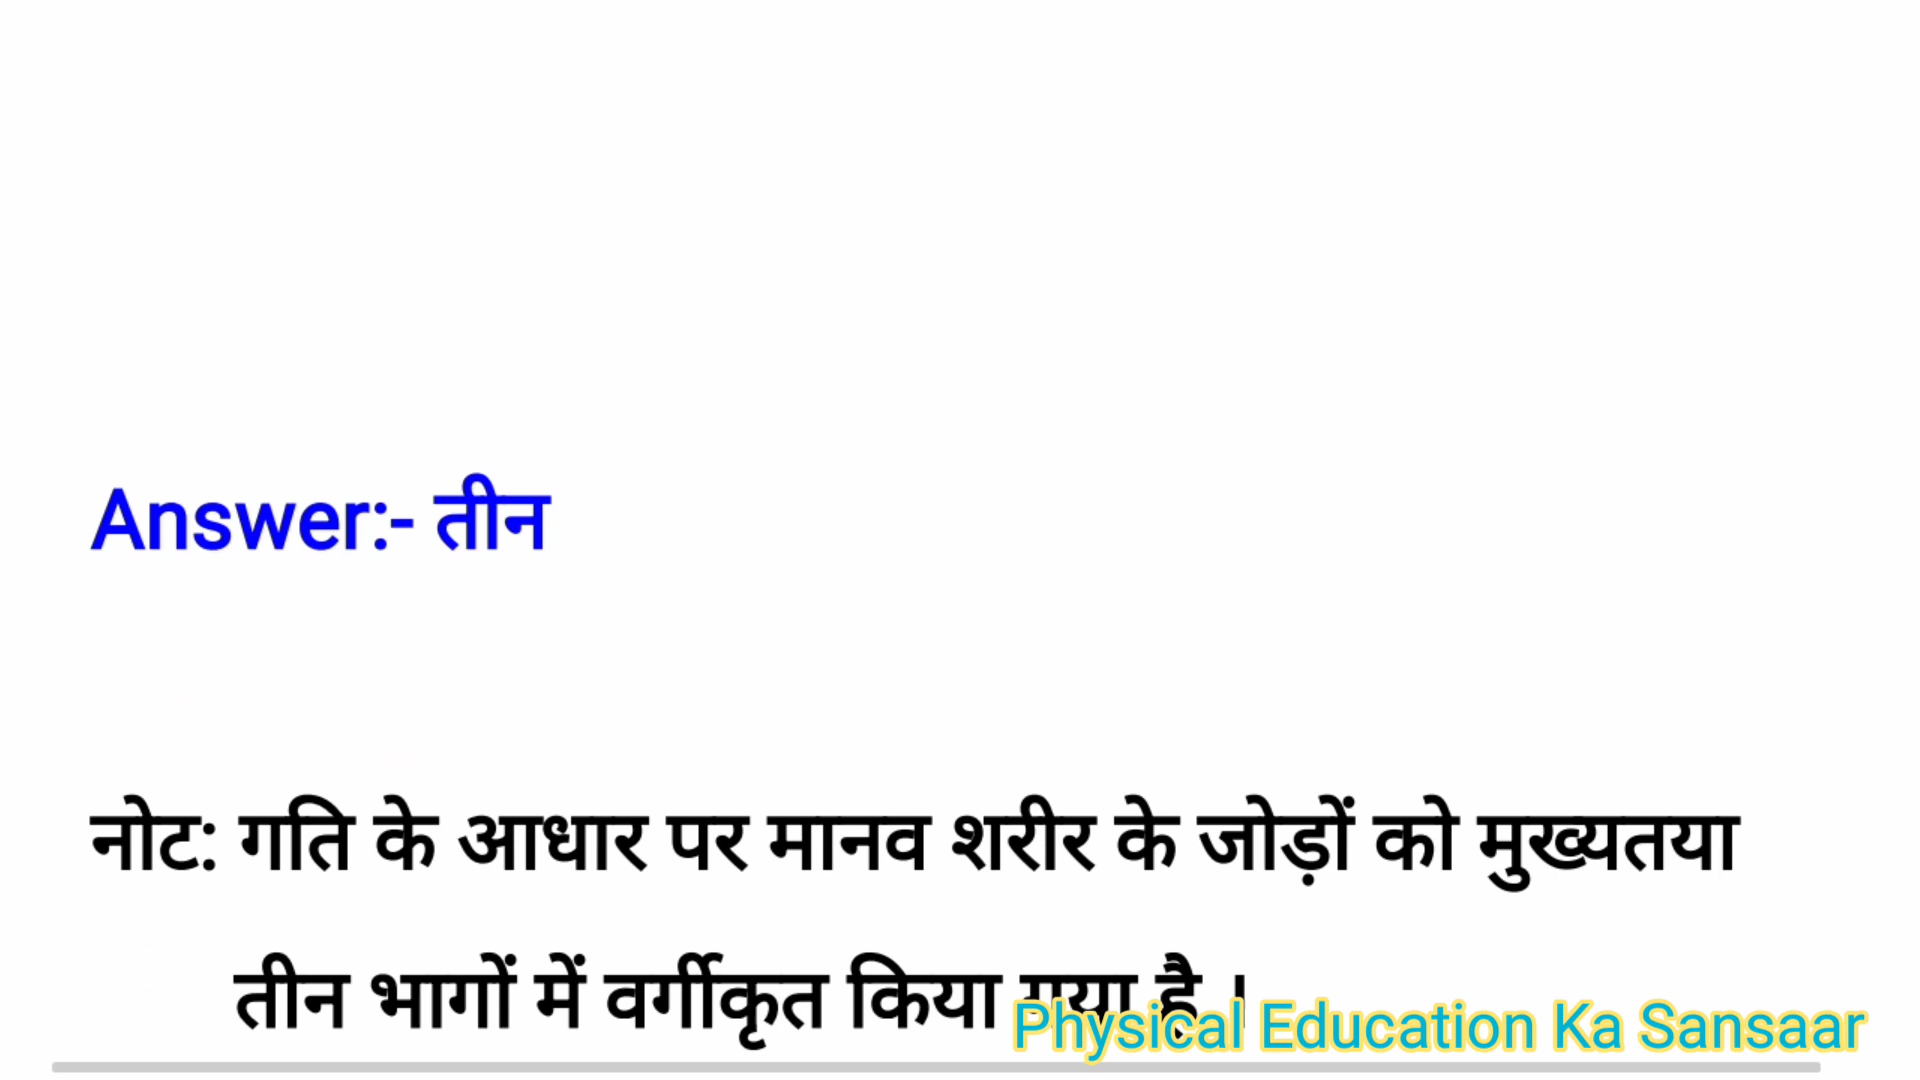 Answer:- तीन
नोट: गति के आधार पर मानव शरीर के जोड़ों को मुख्यतया
तीन भागों में वर्गीकृत किया गया है ।
Physical Education Ka Sansaar